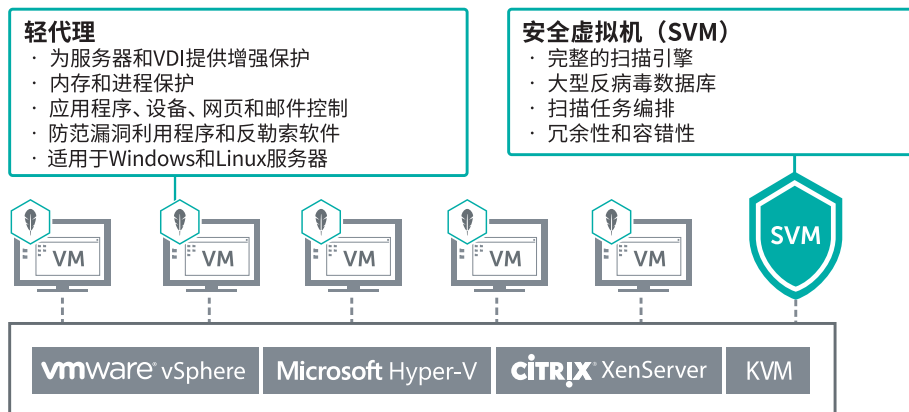 轻代理
· 为服务器和VDI提供增强保护
· 内存和进程保护
· 应用程序、设备、网页和邮件控制
· 防范漏洞利用程序和反勒索软件
· 适用于Windows和Linux服务器
安全虚拟机（SVM）
· 完整的扫描引擎
· 大型反病毒数据库
· 扫描任务编排
· 冗余性和容错性
VM
VM
VM
VM
VM
SVM
vmware® vSphere
Microsoft Hyper-V
CITRIX® XenServer
KVM